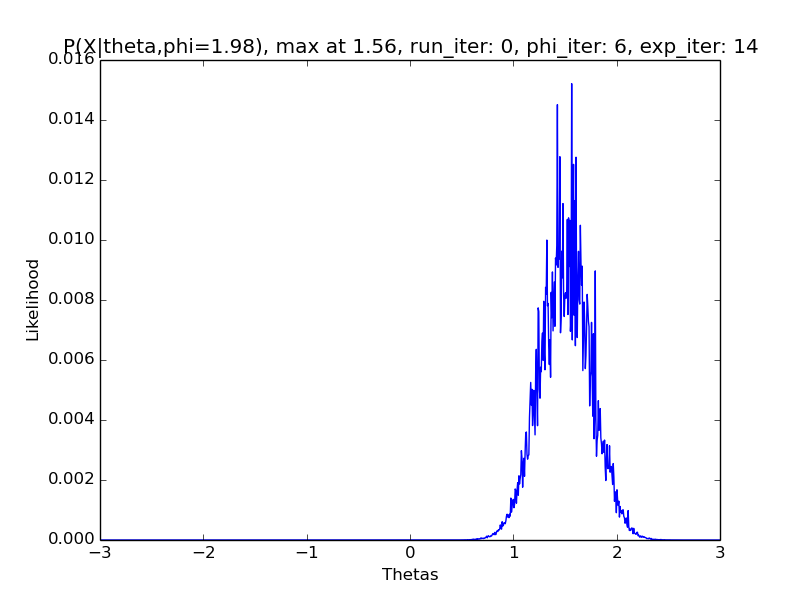 P(X|theta,phi=1.98), max at 1.56, run_iter: 0, phi_iter: 6, exp_iter: 14
0.016
0.014
0.012
0.010
0.008
0.006
0.004
0.002
0.000
Likelihood
−3 −2 −1 0 1 2 3
Thetas